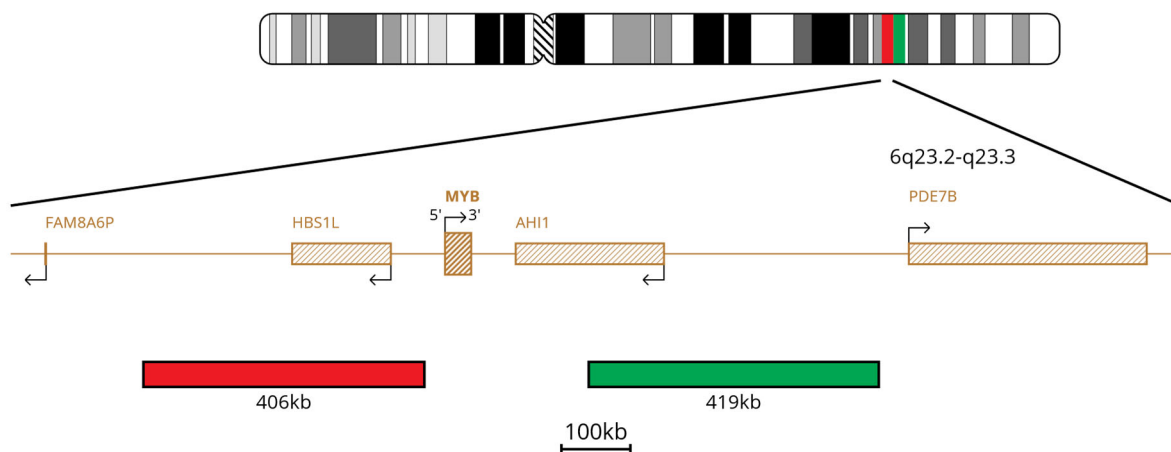 6q23.2-q23.3
FAM8A6P
HBS1L
MYB
5' 3'
AHI1
PDE7B
406kb
419kb
100kb